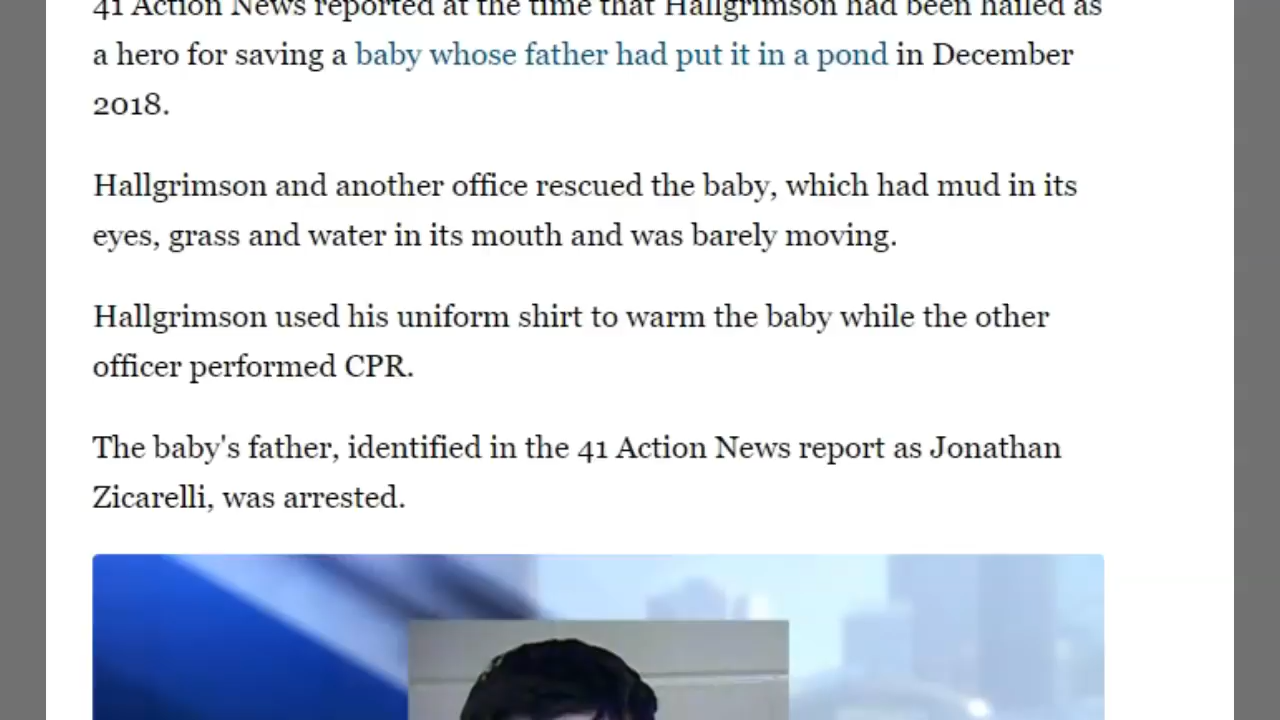 41 Action News reported at the time that Hallgrimson had been hailed as
a hero for saving a baby whose father had put it in a pond in December
2018.
Hallgrimson and another office rescued the baby, which had mud in its
eyes, grass and water in its mouth and was barely moving.
Hallgrimson used his uniform shirt to warm the baby while the other
officer performed CPR.
The baby's father, identified in the 41 Action News report as Jonathan
Zicarelli, was arrested.